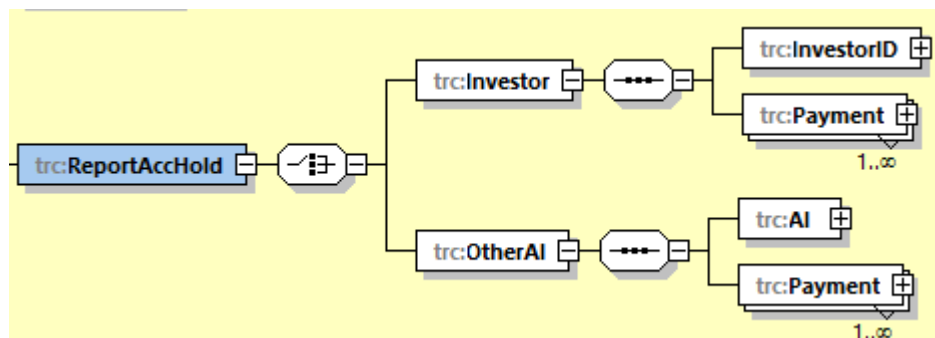 trc:InvestorID
trc:Investor
trc:Payment
1..∞
trc:ReportAccHold
trc:AI
trc:OtherAI
trc:Payment
1..∞